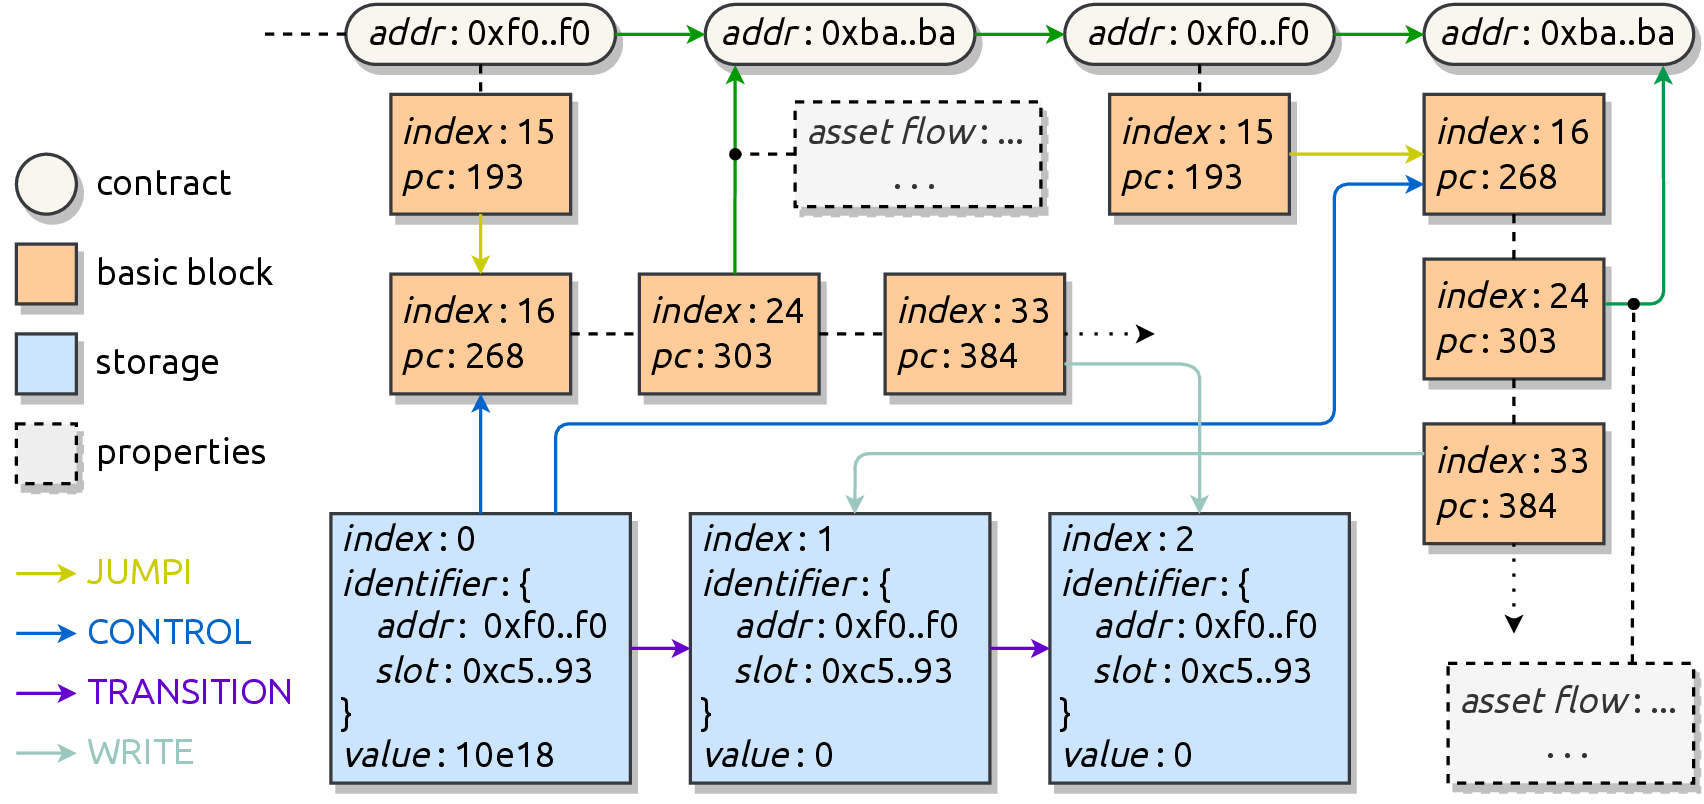 addr: 0xf0..f0
addr: 0xba..ba
addr: 0xf0..f0
addr: 0xba..ba
index: 15
pc: 193
asset flow: ...
...
index: 15
pc: 193
index: 16
pc: 268
contract
basic block
storage
properties
index: 16
pc: 268
index: 24
pc: 303
index: 33
pc: 384
index: 24
pc: 303
index: 33
pc: 384
JUMPI
CONTROL
TRANSITION
WRITE
index: 0
identifier: {
addr: 0xf0..f0
slot: 0xc5..93
}
value: 10e18
index: 1
identifier: {
addr: 0xf0..f0
slot: 0xc5..93
}
value: 0
index: 2
identifier: {
addr: 0xf0..f0
slot: 0xc5..93
}
value: 0
asset flow: ...
...